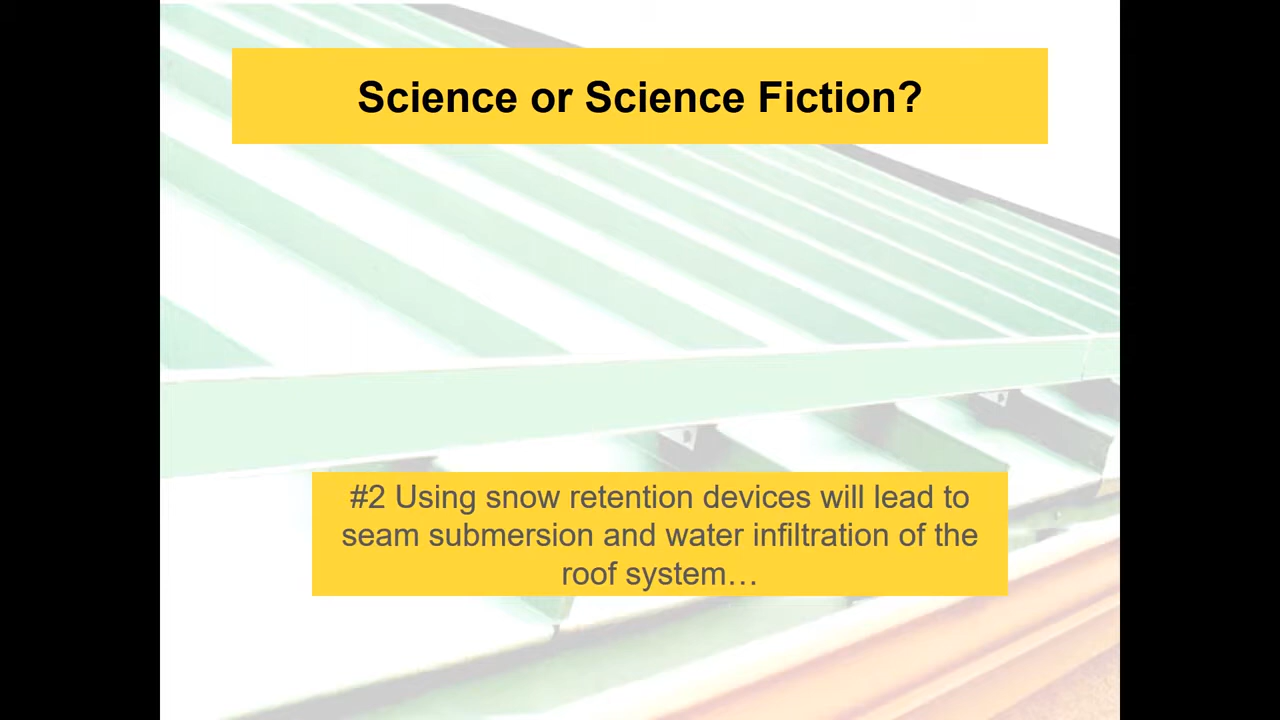 Science or Science Fiction?
#2 Using snow retention devices will lead to
seam submersion and water infiltration of the
roof system…